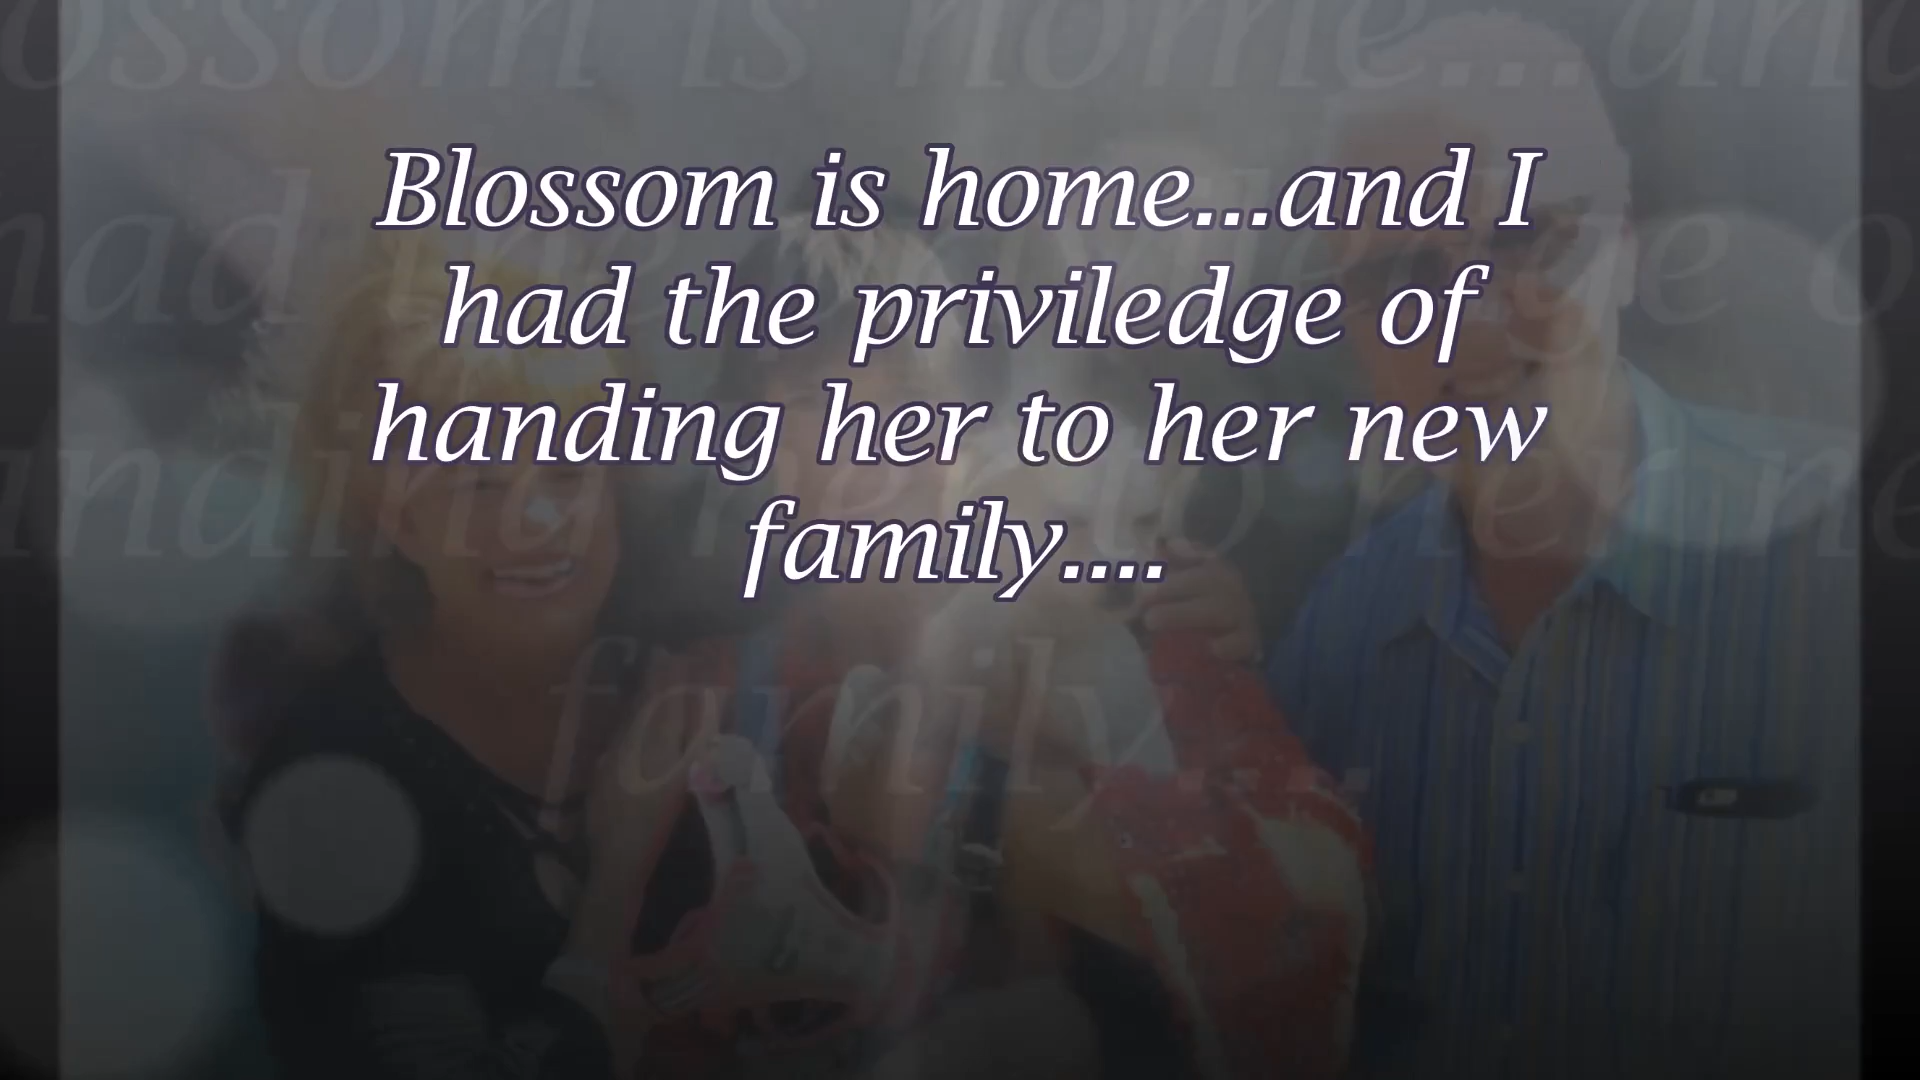 Blossom is home...and I
had the priviledge of
handing her to her new
family....